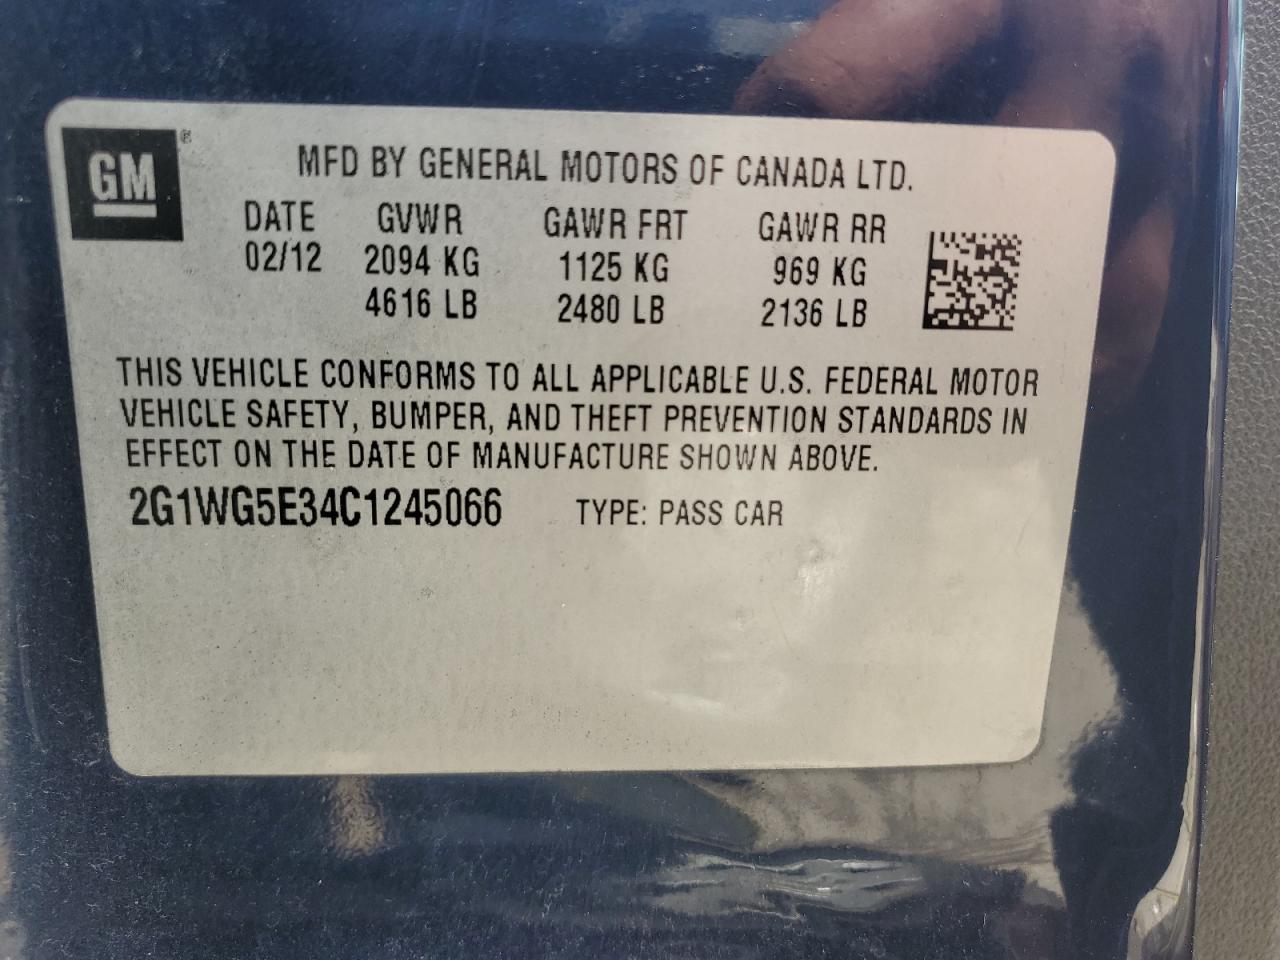 GM ®
MFD BY GENERAL MOTORS OF CANADA LTD.
DATE GVWR GAWR FRT GAWR RR
02/12 2094 KG 1125 KG 969 KG
4616 LB 2480 LB 2136 LB
THIS VEHICLE CONFORMS TO ALL APPLICABLE U.S. FEDERAL MOTOR
VEHICLE SAFETY, BUMPER, AND THEFT PREVENTION STANDARDS IN
EFFECT ON THE DATE OF MANUFACTURE SHOWN ABOVE.
2G1WG5E34C1245066 TYPE: PASS CAR